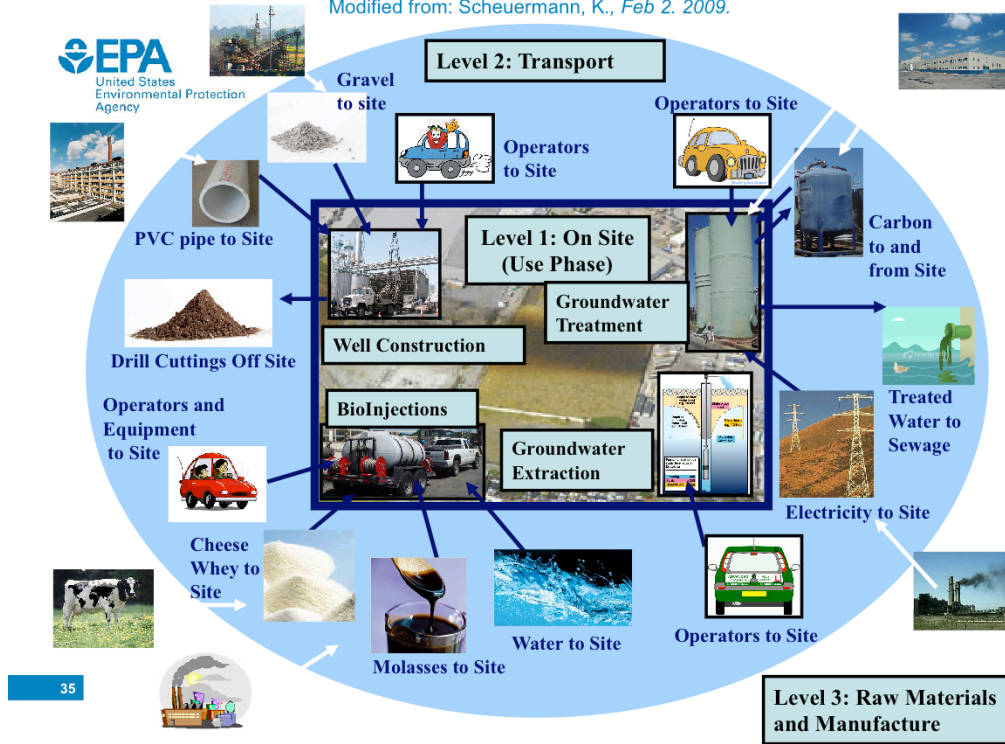 Modified from: Scheuermann, K., Feb 2. 2009.
EPA
United States
Environmental Protection
Agency
Level 2: Transport
Gravel
to site
Operators to Site
Operators
to Site
PVC pipe to Site
Level 1: On Site
(Use Phase)
Carbon
to and
from Site
Groundwater
Treatment
Well Construction
Drill Cuttings Off Site
Treated
Water to
Sewage
Operators and
Equipment
to Site
BioInjections
Groundwater
Extraction
Electricity to Site
Cheese
Whey to
Site
Water to Site
Operators to Site
Molasses to Site
35
Level 3: Raw Materials
and Manufacture